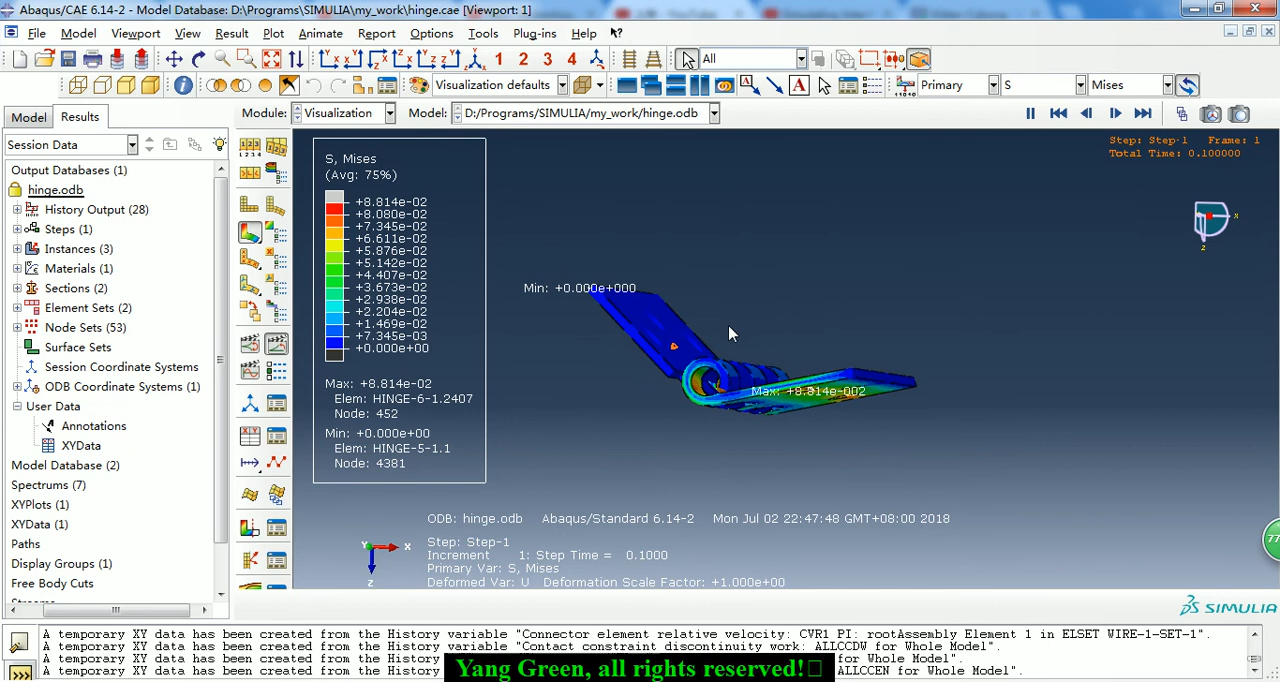 Abaqus/CAE 6.14-2 - Model Database: D:\Programs\SIMULIA\my_work\hinge.cae [Viewport: 1]
File Model Viewport View Result Plot Animate Report Options Tools Plug-ins Help
1 2 3 4 All
Visualization defaults Primary S Mises
Model Results Module: Visualization Model: D:/Programs/SIMULIA/my_work/hinge.odb
Session Data
Output Databases (1)
hinge.odb
History Output (28)
Steps (1)
Instances (3)
Materials (1)
Sections (2)
Element Sets (2)
Node Sets (53)
Surface Sets
Session Coordinate Systems
ODB Coordinate Systems (1)
User Data
Annotations
XYData
Model Database (2)
Spectrums (7)
XYPlots (1)
XYData (1)
Paths
Display Groups (1)
Free Body Cuts
S, Mises
(Avg: 75%)
+8.814e-02
+8.080e-02
+7.345e-02
+6.611e-02
+5.876e-02
+5.142e-02
+4.407e-02
+3.673e-02
+2.938e-02
+2.204e-02
+1.469e-02
+7.345e-03
+0.000e+00
Max: +8.814e-02
Elem: HINGE-6-1.2407
Node: 452
Min: +0.000e+00
Elem: HINGE-5-1.1
Node: 4381
Step: Step-1 Frame: 1
Total Time: 0.100000
X
Z
Min: +0.000e+000
Max: +8.814e-002
ODB: hinge.odb Abaqus/Standard 6.14-2 Mon Jul 02 22:47:48 GMT+08:00 2018
Step: Step-1
Increment 1: Step Time = 0.1000
Primary Var: S, Mises
Deformed Var: U Deformation Scale Factor: +1.000e+00
Y X
Z
77
SIMULIA
A temporary XY data has been created from the History variable "Connector element relative velocity: CVR1 PI: rootAssembly Element 1 in ELSET WIRE-1-SET-1".
A temporary XY data has been created from the History variable "Contact constraint discontinuity work: ALLCCDW for Whole Model".
A temporary XY data has been created from the History for Whole Model".
A temporary XY data has been created from the History ALLCCEN for Whole Model".
Yang Green, all rights reserved!